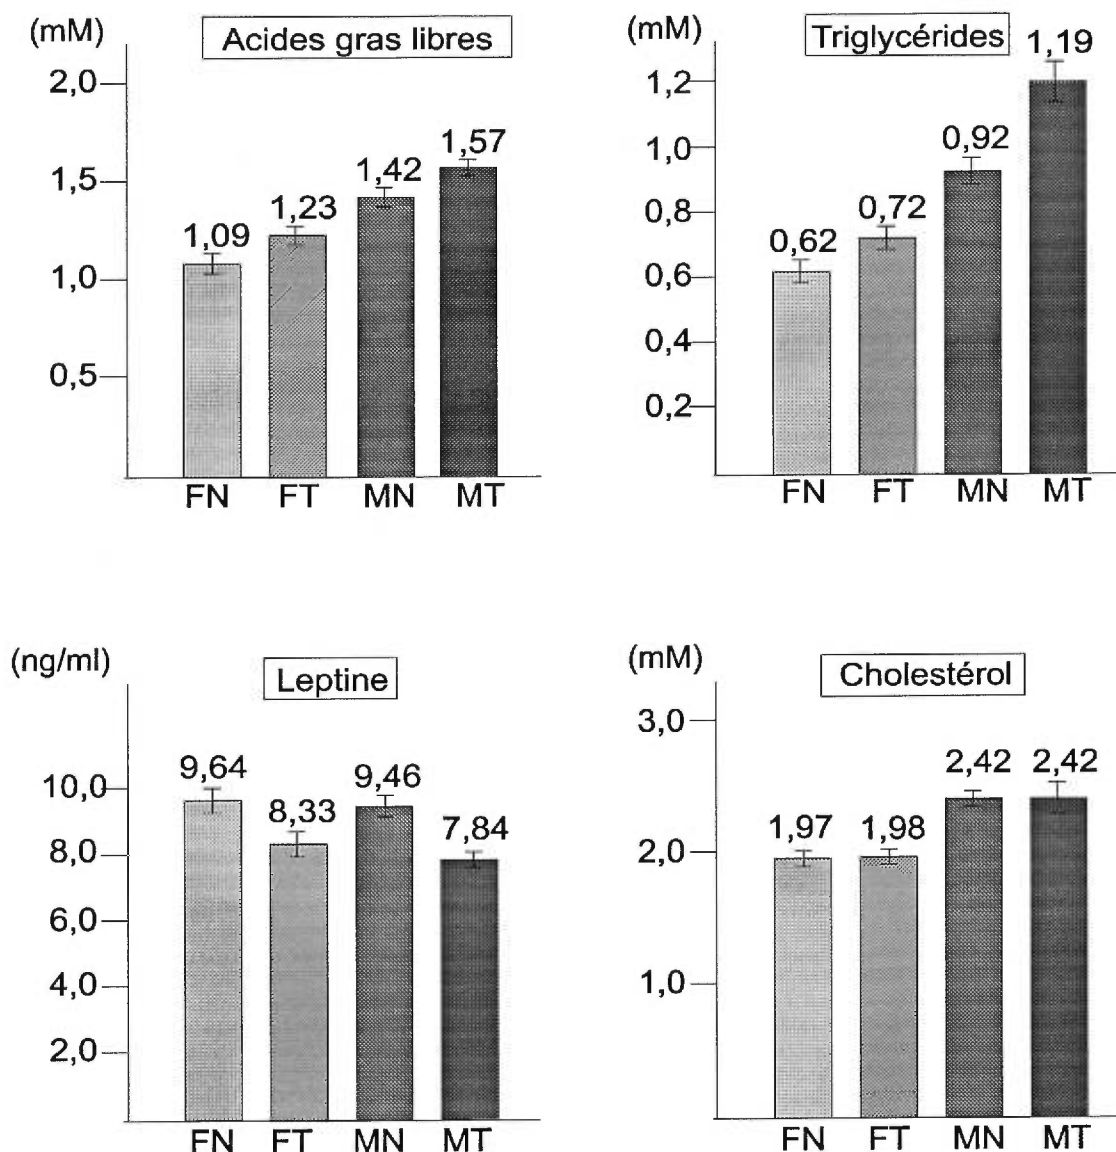 (mM)
Acides gras libres
2,0
1,5
1,0
0,5
1,09
1,23
1,42
1,57
FN FT MN MT
(mM)
Triglycérides
1,2
1,0
0,8
0,6
0,4
0,2
0,62
0,72
0,92
1,19
FN FT MN MT
(ng/ml)
Leptine
10,0
8,0
6,0
4,0
2,0
9,64
8,33
9,46
7,84
FN FT MN MT
(mM)
Cholestérol
3,0
2,0
1,0
1,97
1,98
2,42
2,42
FN FT MN MT